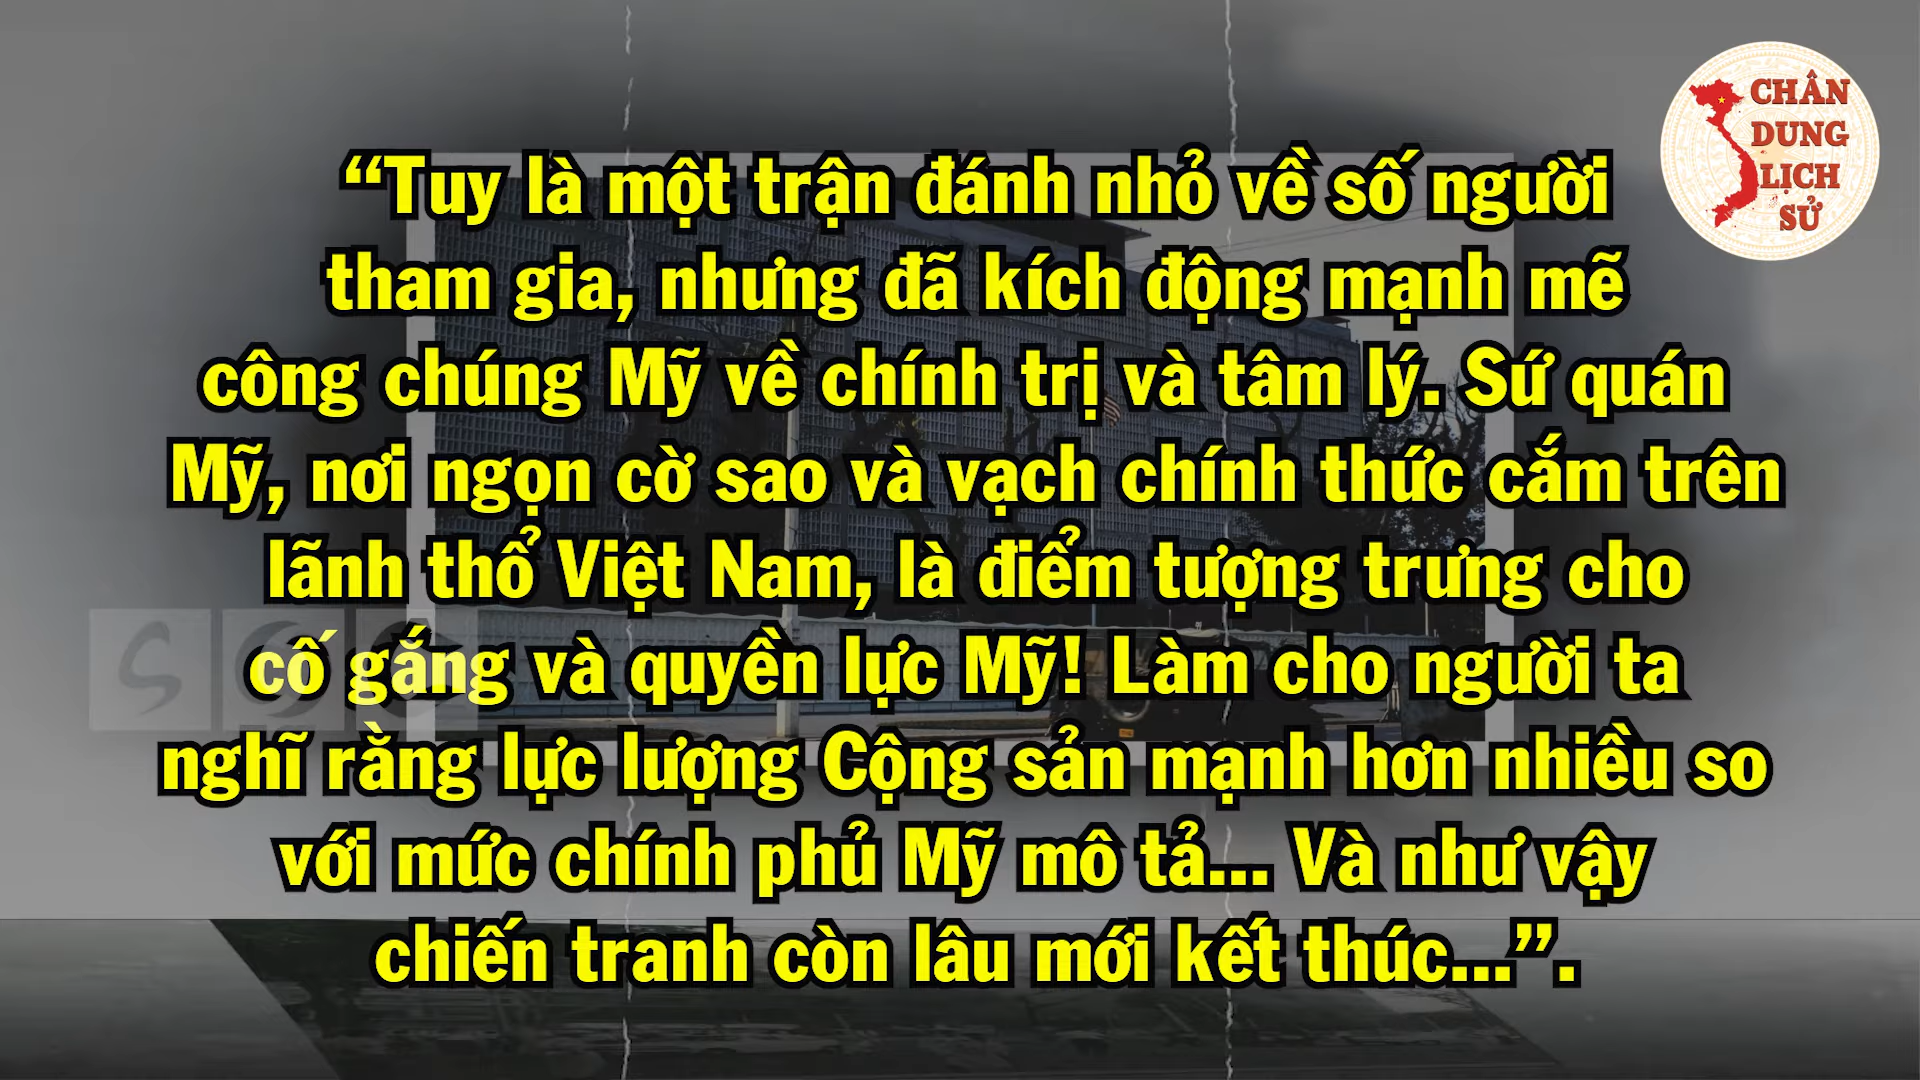 CHÂN
DUNG
LỊCH
SỬ
“Tuy là một trận đánh nhỏ về số người
tham gia, nhưng đã kích động mạnh mẽ
công chúng Mỹ về chính trị và tâm lý. Sứ quán
Mỹ, nơi ngọn cờ sao và vạch chính thức cắm trên
lãnh thổ Việt Nam, là điểm tượng trưng cho
cố gắng và quyền lực Mỹ! Làm cho người ta
nghĩ rằng lực lượng Cộng sản mạnh hơn nhiều so
với mức chính phủ Mỹ mô tả... Và như vậy
chiến tranh còn lâu mới kết thúc...”.